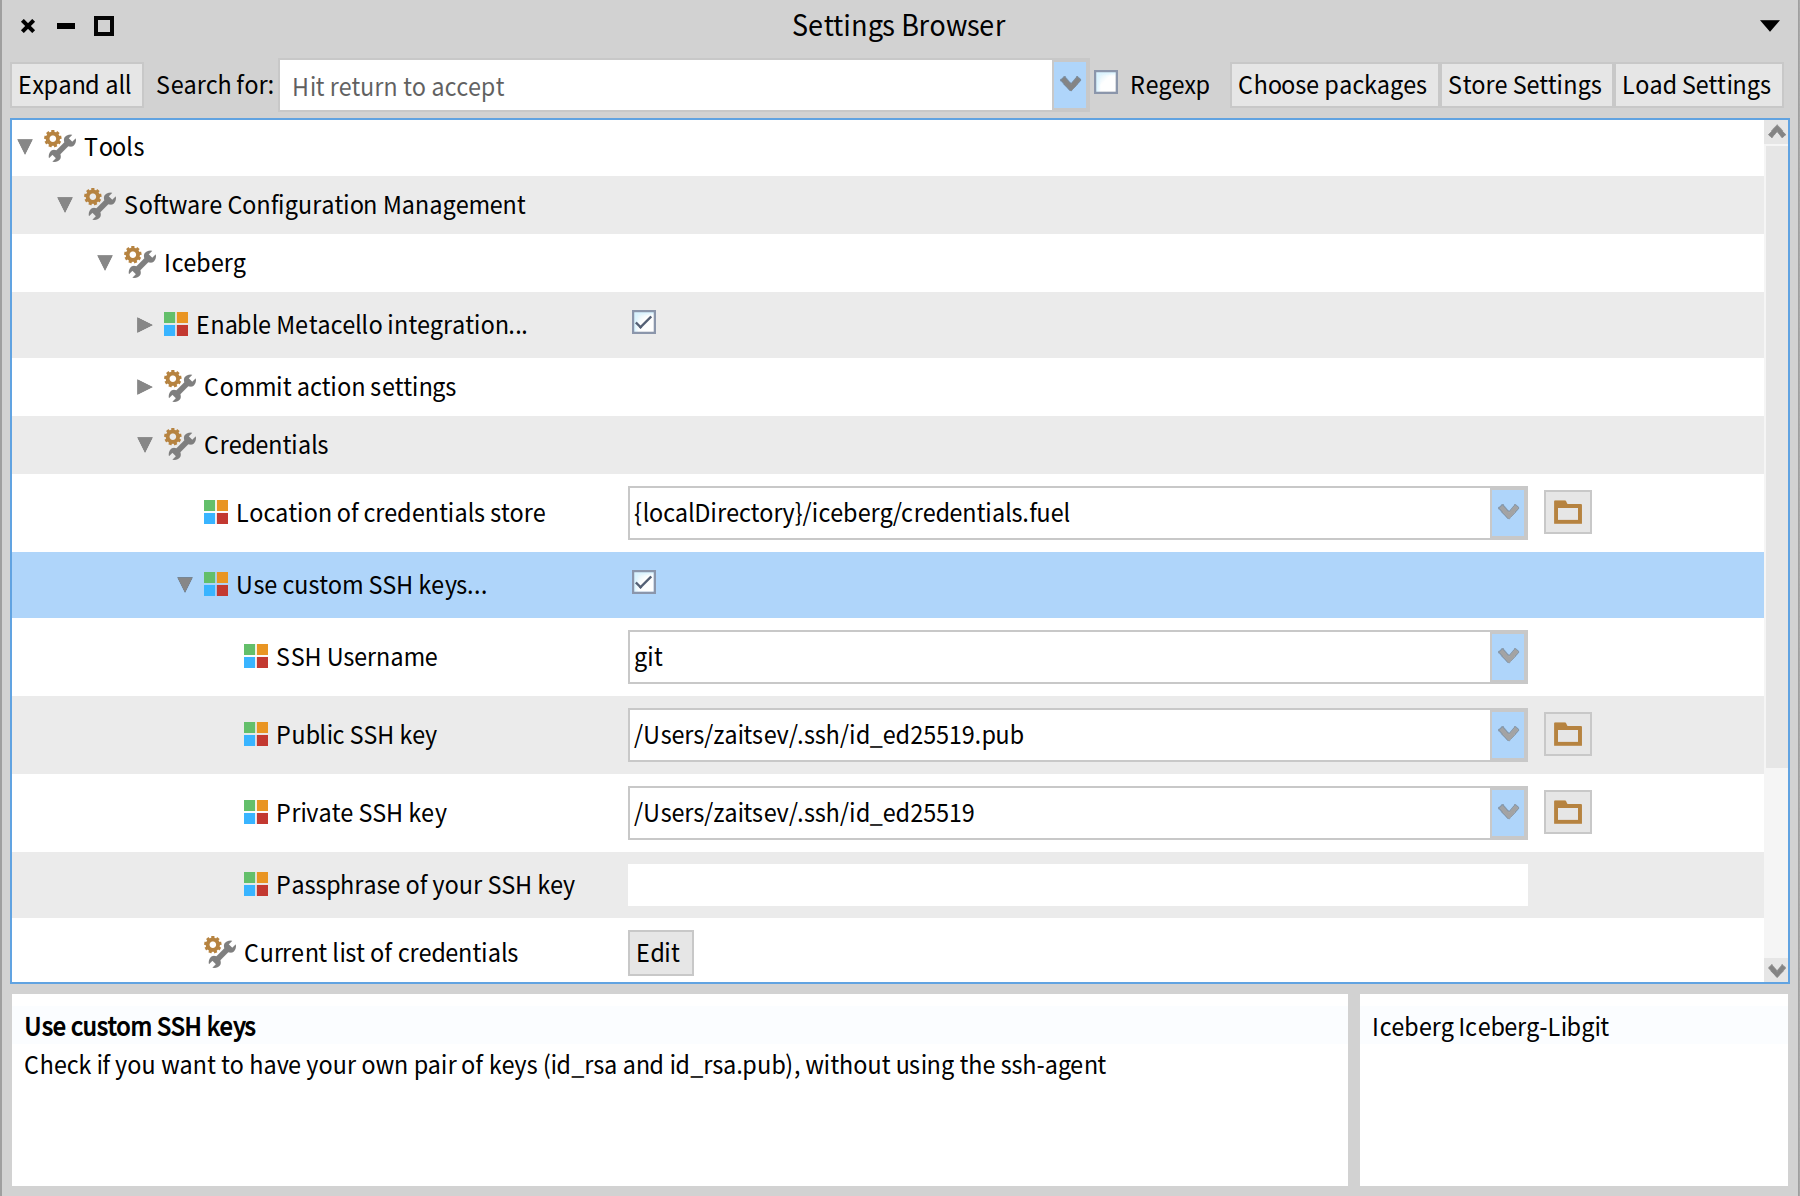 Settings Browser
Expand all Search for: Hit return to accept Regexp Choose packages Store Settings Load Settings
Tools
Software Configuration Management
Iceberg
Enable Metacello integration...
Commit action settings
Credentials
Location of credentials store {localDirectory}/iceberg/credentials.fuel
Use custom SSH keys...
SSH Username git
Public SSH key /Users/zaitsev/.ssh/id_ed25519.pub
Private SSH key /Users/zaitsev/.ssh/id_ed25519
Passphrase of your SSH key
Current list of credentials Edit
Use custom SSH keys Iceberg Iceberg-Libgit
Check if you want to have your own pair of keys (id_rsa and id_rsa.pub), without using the ssh-agent